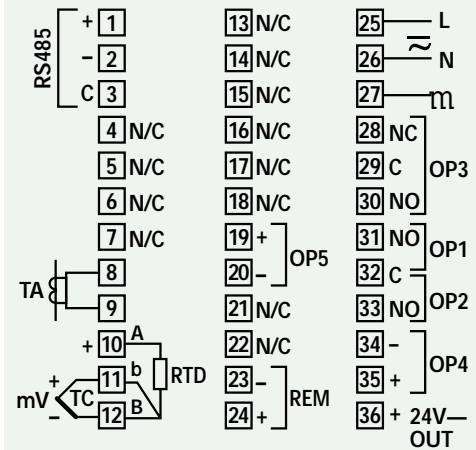 + 1
RS485 − 2
C 3
4 N/C
5 N/C
6 N/C
7 N/C
TA 8
9
+ 10 A
RTD
+ 11 b
mV TC
− 12 B
13 N/C
14 N/C
15 N/C
16 N/C
17 N/C
18 N/C
19 +
OP5
20 −
21 N/C
22 N/C
23 −
REM
24 +
25 L
26 N
27 m
28 NC
29 C OP3
30 NO
31 NO OP1
32 C
33 NO OP2
34 −
OP4
35 +
36 + 24V—
OUT